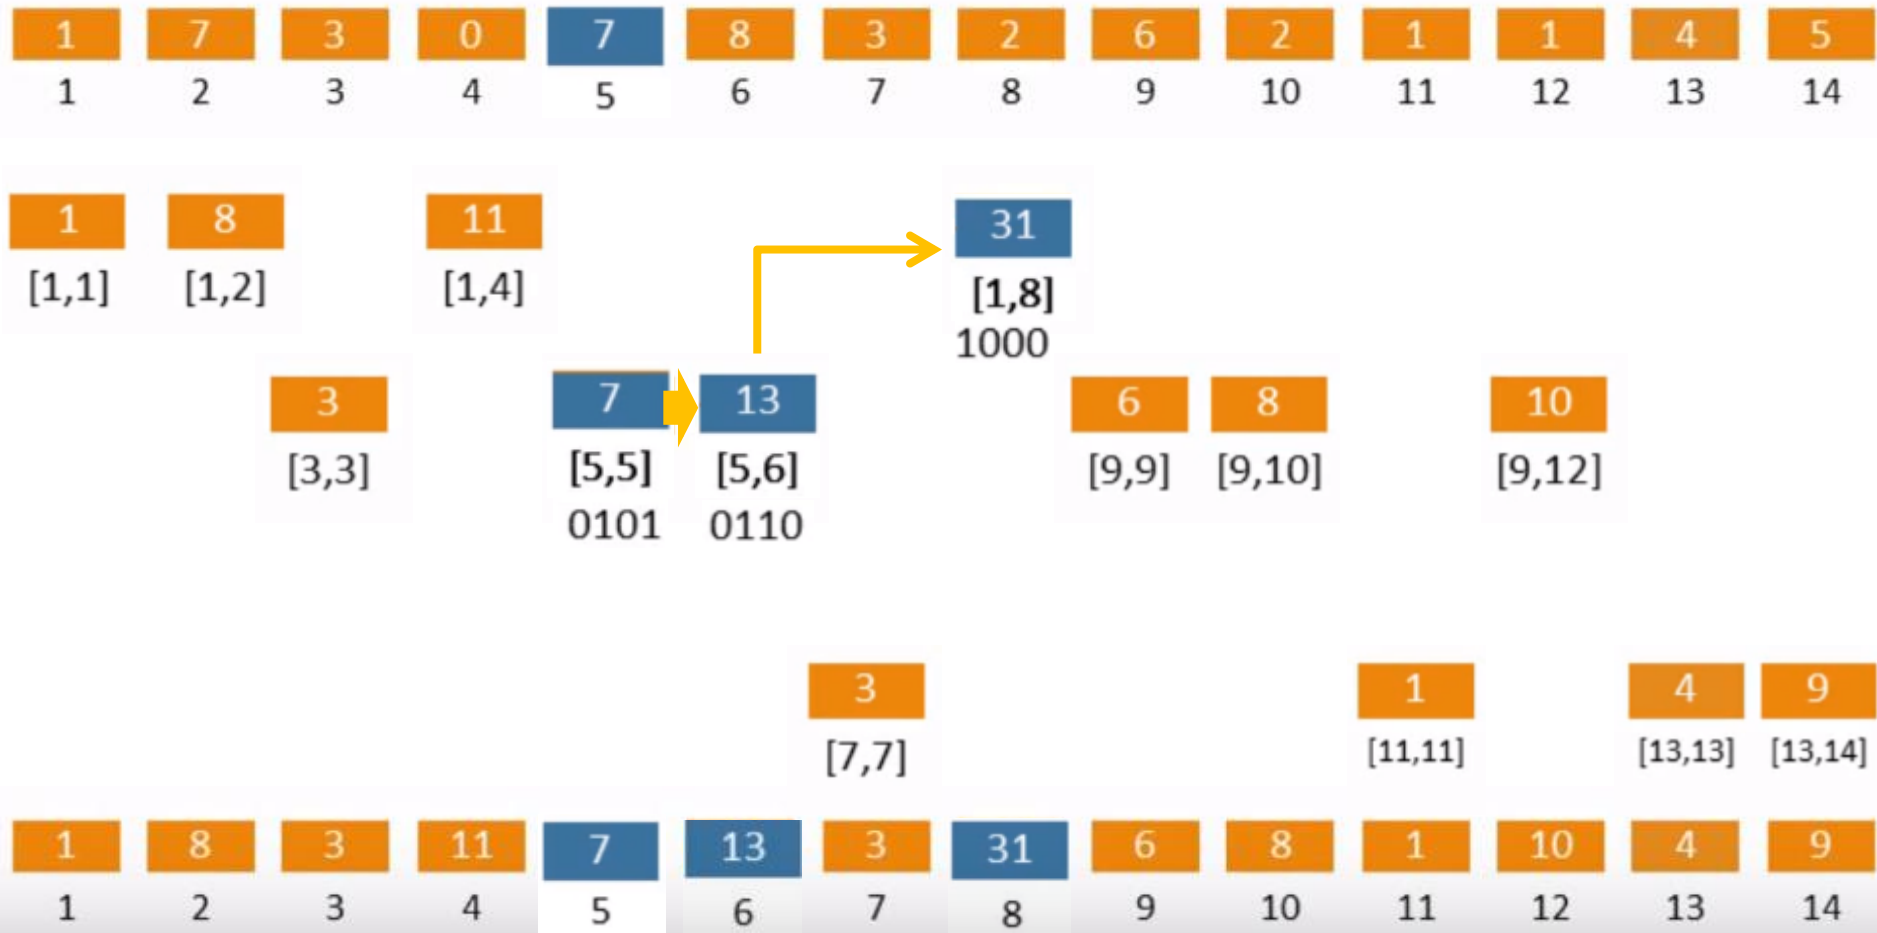 1 7 3 0 7 8 3 2 6 2 1 1 4 5
1 2 3 4 5 6 7 8 9 10 11 12 13 14
1 8 11 31
[1,1] [1,2] [1,4] [1,8]
1000
3 7 13 6 8 10
[3,3] [5,5] [5,6] [9,9] [9,10] [9,12]
0101 0110
3 1 4 9
[7,7] [11,11] [13,13] [13,14]
1 8 3 11 7 13 3 31 6 8 1 10 4 9
1 2 3 4 5 6 7 8 9 10 11 12 13 14